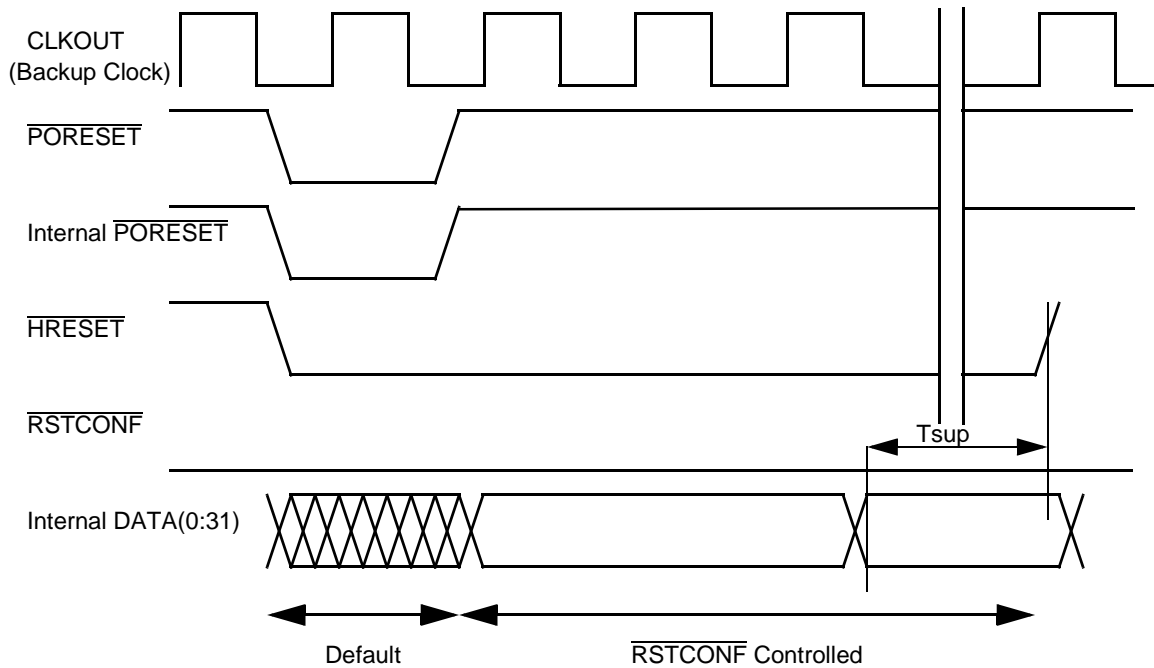 CLKOUT
(Backup Clock)
PORESET
Internal PORESET
HRESET
RSTCONF
Tsup
Internal DATA(0:31)
Default
RSTCONF Controlled